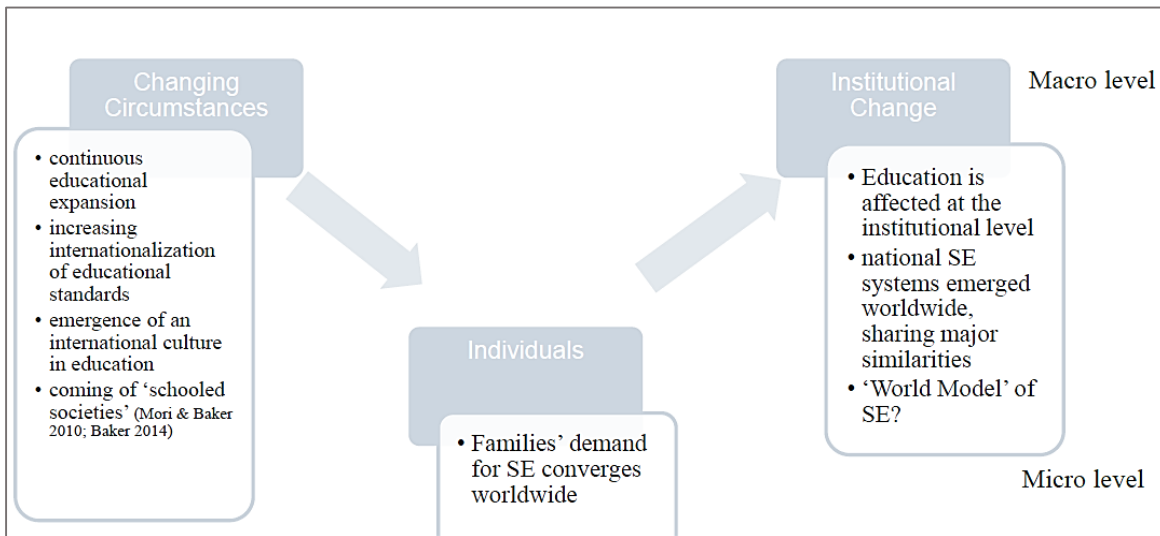 Changing
Circumstances
• continuous
educational
expansion
• increasing
internationalization
of educational
standards
• emergence of an
international culture
in education
• coming of ‘schooled
societies’ (Mori & Baker
2010; Baker 2014)
Individuals
• Families’ demand
for SE converges
worldwide
Institutional
Change
• Education is
affected at the
institutional level
• national SE
systems emerged
worldwide,
sharing major
similarities
• ‘World Model’ of
SE?
Macro level
Micro level